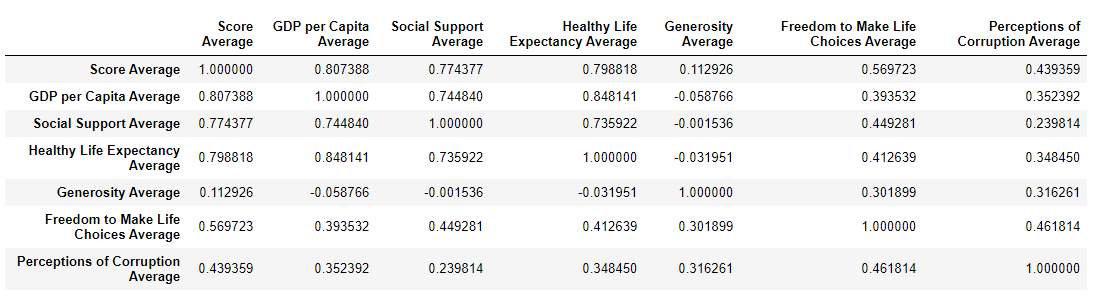 Score Average GDP per Capita Average Social Support Average Healthy Life Expectancy Average Generosity Average Freedom to Make Life Choices Average Perceptions of Corruption Average
Score Average 1.000000 0.807388 0.774377 0.798818 0.112926 0.569723 0.439359
GDP per Capita Average 0.807388 1.000000 0.744840 0.848141 -0.058766 0.393532 0.352392
Social Support Average 0.774377 0.744840 1.000000 0.735922 -0.001536 0.449281 0.239814
Healthy Life Expectancy Average 0.798818 0.848141 0.735922 1.000000 -0.031951 0.412639 0.348450
Generosity Average 0.112926 -0.058766 -0.001536 -0.031951 1.000000 0.301899 0.316261
Freedom to Make Life Choices Average 0.569723 0.393532 0.449281 0.412639 0.301899 1.000000 0.461814
Perceptions of Corruption Average 0.439359 0.352392 0.239814 0.348450 0.316261 0.461814 1.000000